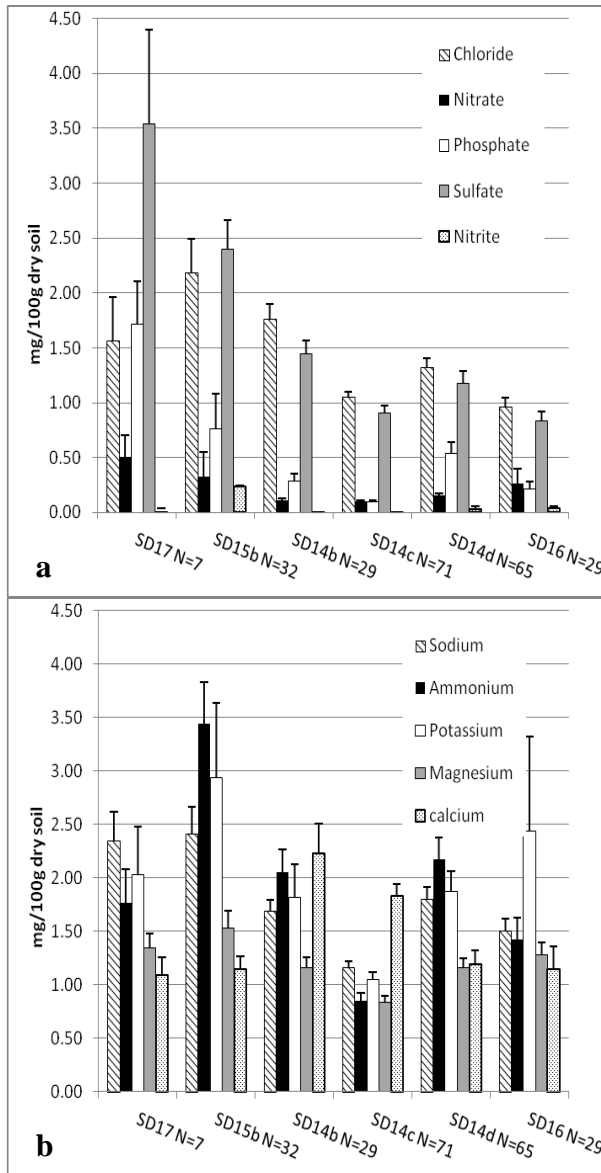 4.50
4.00
3.50
3.00
2.50
2.00
1.50
1.00
0.50
0.00
mg/100g dry soil
Chloride
Nitrate
Phosphate
Sulfate
Nitrite
SD17 N=7
SD15b N=32
SD14b N=29
SD14c N=71
SD14d N=65
SD16 N=29
a
4.50
4.00
3.50
3.00
2.50
2.00
1.50
1.00
0.50
0.00
mg/100g dry soil
Sodium
Ammonium
Potassium
Magnesium
calcium
SD17 N=7
SD15b N=32
SD14b N=29
SD14c N=71
SD14d N=65
SD16 N=29
b